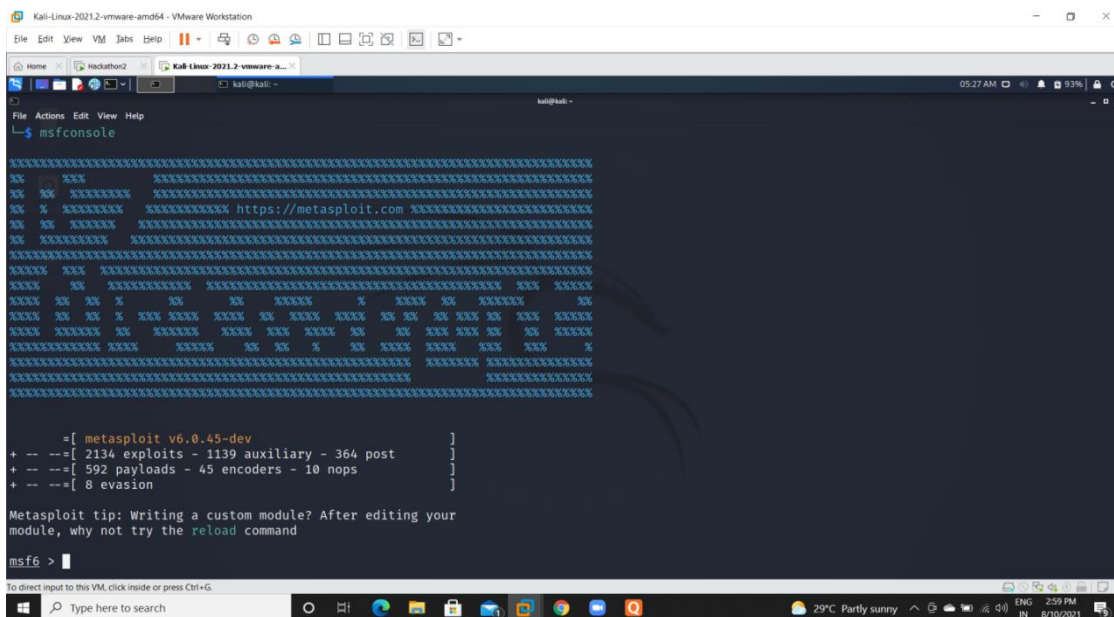 Kali-Linux-2021.2-vmware-amd64 - VMware Workstation
File Edit View VM Tabs Help
Home Hackathon2 Kali-Linux-2021.2-vmware-a...
kali@kali: ~ 05:27 AM 93%
kali@kali: ~
File Actions Edit View Help
└─$ msfconsole
https://metasploit.com
=[ metasploit v6.0.45-dev ]
+ -- --=[ 2134 exploits - 1139 auxiliary - 364 post ]
+ -- --=[ 592 payloads - 45 encoders - 10 nops ]
+ -- --=[ 8 evasion ]
Metasploit tip: Writing a custom module? After editing your
module, why not try the reload command
msf6 >
To direct input to this VM, click inside or press Ctrl+G.
Type here to search 29°C Partly sunny ENG IN 2:59 PM 8/10/2021